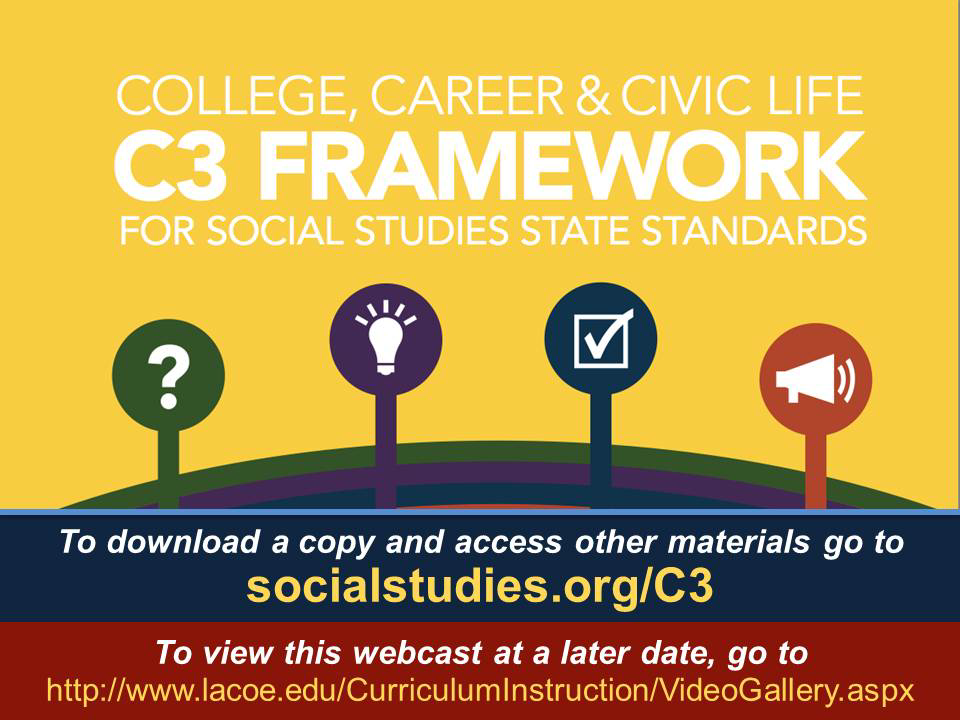 COLLEGE, CAREER & CIVIC LIFE
C3 FRAMEWORK
FOR SOCIAL STUDIES STATE STANDARDS
?
To download a copy and access other materials go to
socialstudies.org/C3
To view this webcast at a later date, go to
http://www.lacoe.edu/CurriculumInstruction/VideoGallery.aspx